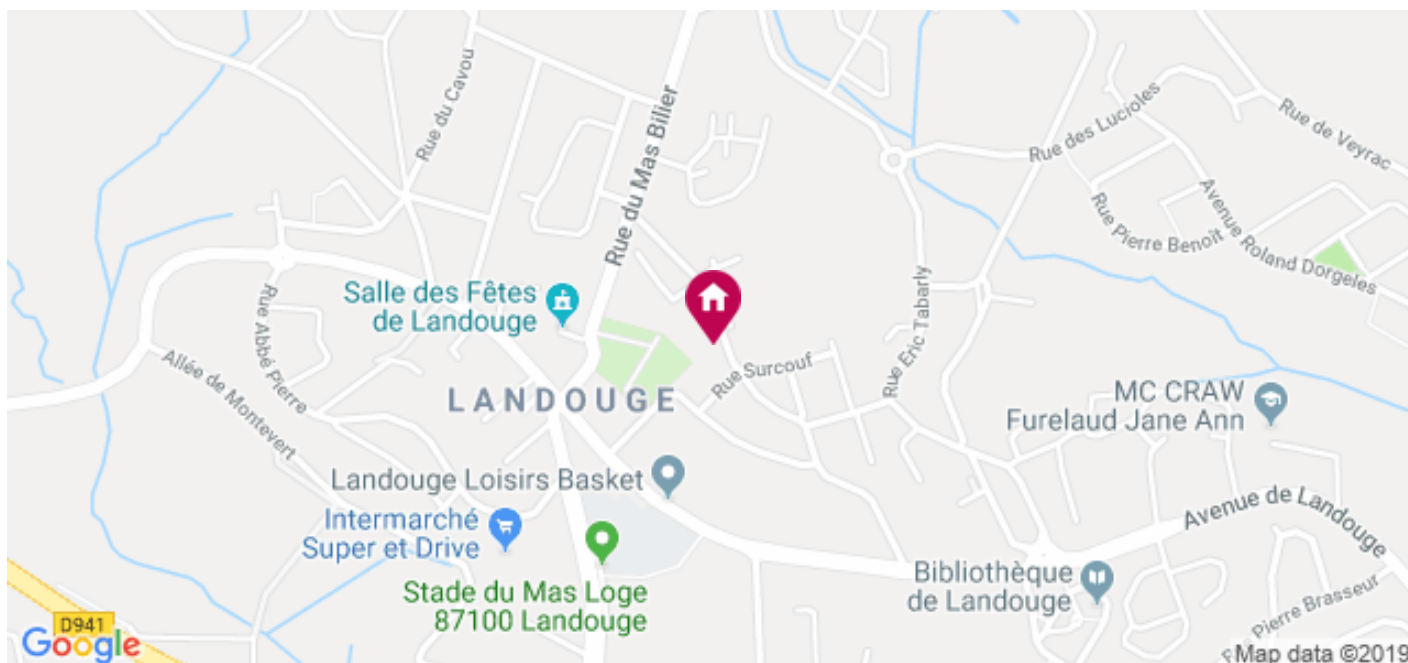 Rue du Cavou
Rue du Mas Bilier
Rue des Lucioles
Rue de Veyrac
Rue Pierre Benoît
Avenue Roland Dorgeles
Rue Abbé Pierre
Salle des Fêtes
de Landouge
Rue Eric Tabarly
Allée de Montevert
Rue Surcouf
LANDOUGE
MC CRAW
Furelaud Jane Ann
Landouge Loisirs Basket
Intermarché
Super et Drive
Avenue de Landouge
Stade du Mas Loge
87100 Landouge
Bibliothèque
de Landouge
Pierre Brasseur
D941
Google
Map data ©2019